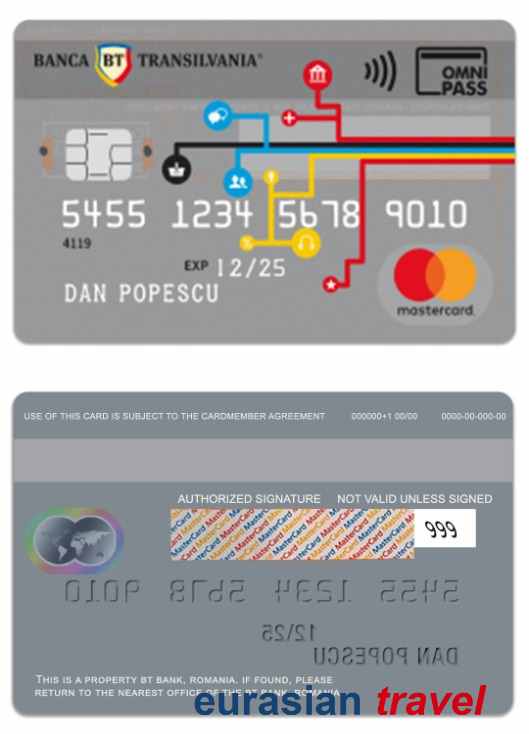 BANCA BT TRANSILVANIA®
OMNI
PASS
5455 1234 5678 9010
4119
EXP 12/25
DAN POPESCU
mastercard.
USE OF THIS CARD IS SUBJECT TO THE CARDMEMBER AGREEMENT 000000+1 00/00 0000-00-000-00
AUTHORIZED SIGNATURE NOT VALID UNLESS SIGNED
MasterCard MasterCard MasterCard
999
5455 1234 5678 9010
12/25
DAN POPESCU
THIS IS A PROPERTY BT BANK, ROMANIA. IF FOUND, PLEASE
RETURN TO THE NEAREST OFFICE OF THE BT BANK, ROMANIA
eurasian travel